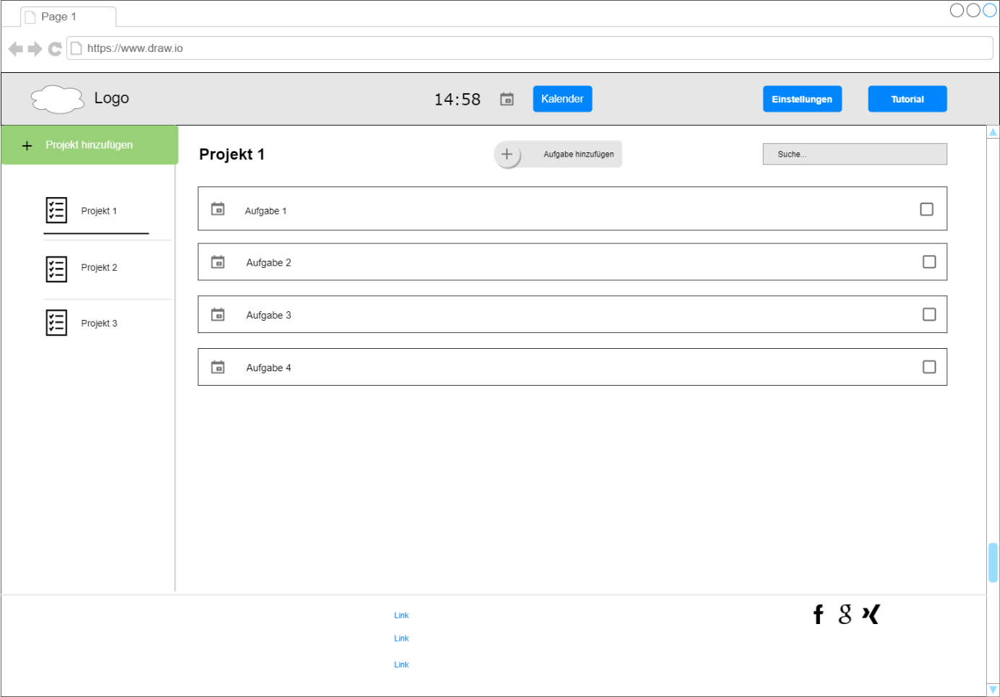 Page 1
https://www.draw.io
Logo
14:58
Kalender
Einstellungen
Tutorial
Projekt hinzufügen
Projekt 1
Aufgabe hinzufügen
Suche...
Projekt 1
Projekt 2
Projekt 3
Aufgabe 1
Aufgabe 2
Aufgabe 3
Aufgabe 4
Link
Link
Link